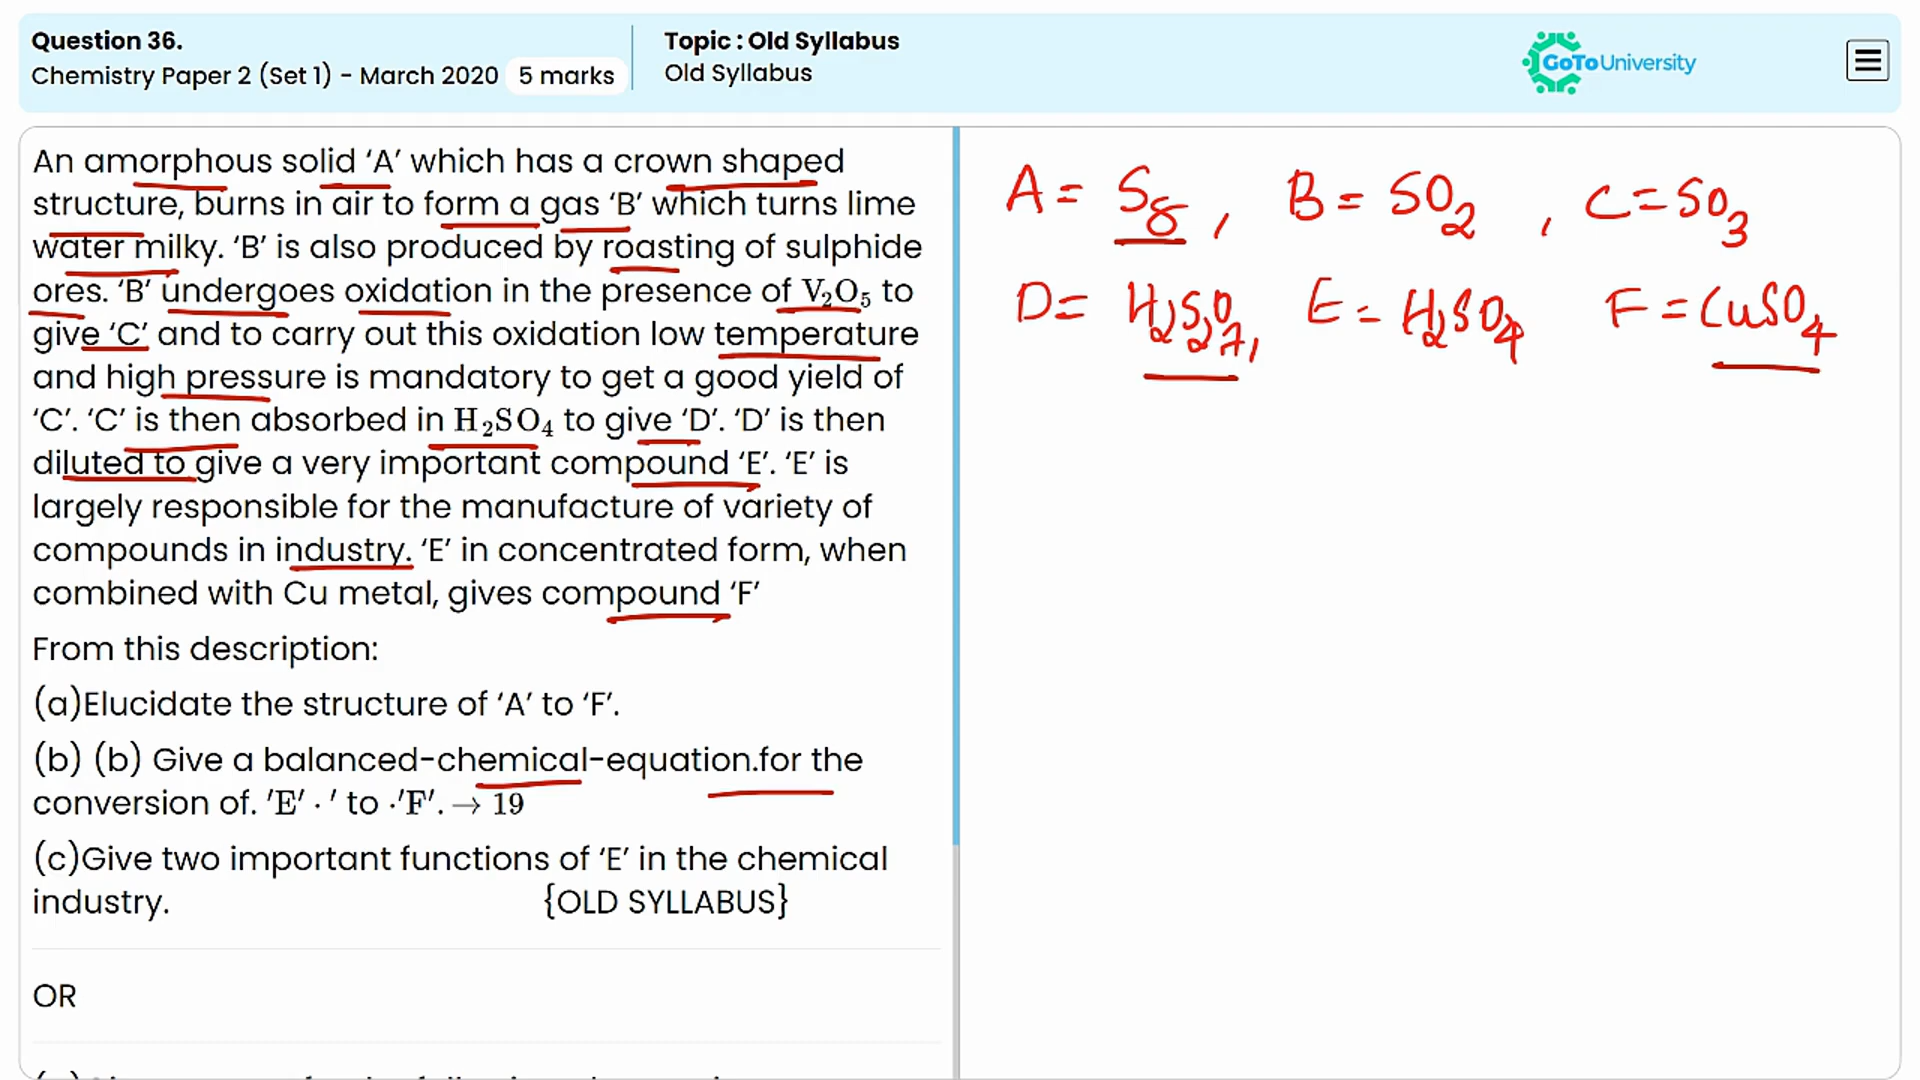 Question 36.
Chemistry Paper 2 (Set 1) - March 2020 5 marks
Topic : Old Syllabus
Old Syllabus
GoToUniversity
An amorphous solid ‘A’ which has a crown shaped
structure, burns in air to form a gas ‘B’ which turns lime
water milky. ‘B’ is also produced by roasting of sulphide
ores. ‘B’ undergoes oxidation in the presence of V₂O₅ to
give ‘C’ and to carry out this oxidation low temperature
and high pressure is mandatory to get a good yield of
‘C’. ‘C’ is then absorbed in H₂SO₄ to give ‘D’. ‘D’ is then
diluted to give a very important compound ‘E’. ‘E’ is
largely responsible for the manufacture of variety of
compounds in industry. ‘E’ in concentrated form, when
combined with Cu metal, gives compound ‘F’
From this description:
(a)Elucidate the structure of ‘A’ to ‘F’.
(b) (b) Give a balanced-chemical-equation.for the
conversion of. ′E′ · ′ to ·′F′. → 19
(c)Give two important functions of ‘E’ in the chemical
industry. {OLD SYLLABUS}
OR
A = S₈ , B = SO₂ , C = SO₃
D = H₂S₂O₇, E = H₂SO₄ F = CuSO₄